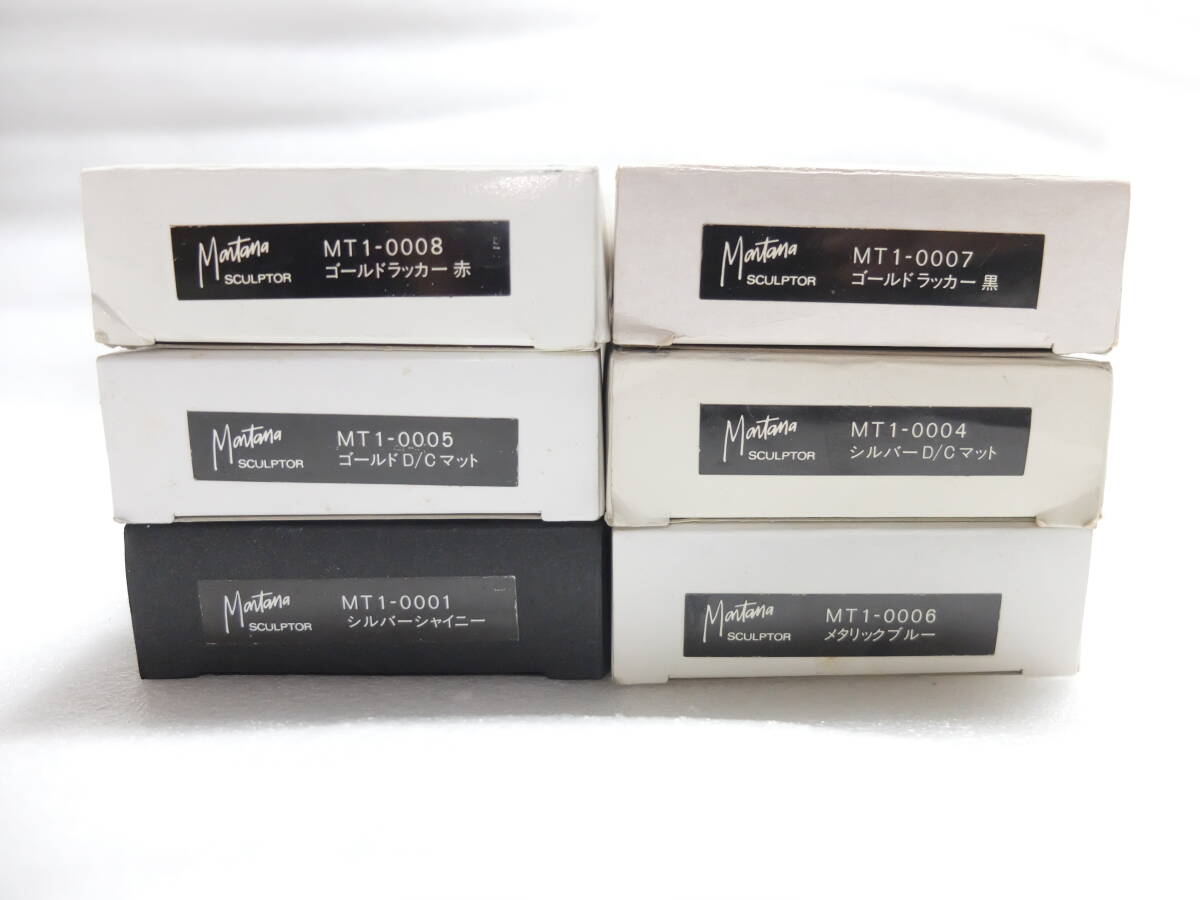 Montana
SCULPTOR
MT1-0008
ゴールドラッカー 赤
Montana
SCULPTOR
MT1-0007
ゴールドラッカー 黒
Montana
SCULPTOR
MT1-0005
ゴールドD/Cマット
Montana
SCULPTOR
MT1-0004
シルバーD/Cマット
Montana
SCULPTOR
MT1-0001
シルバーシャイニー
Montana
SCULPTOR
MT1-0006
メタリックブルー